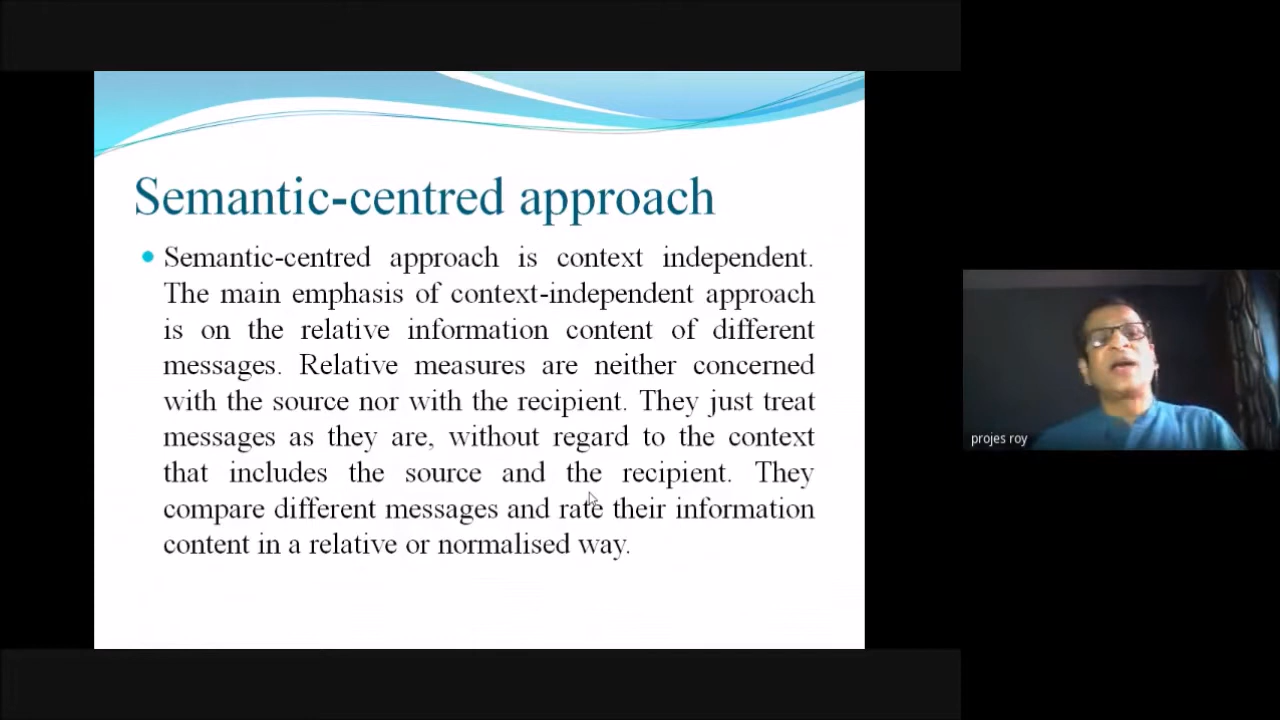 Semantic-centred approach
Semantic-centred approach is context independent.
The main emphasis of context-independent approach
is on the relative information content of different
messages. Relative measures are neither concerned
with the source nor with the recipient. They just treat
messages as they are, without regard to the context
that includes the source and the recipient. They
compare different messages and rate their information
content in a relative or normalised way.
projes roy